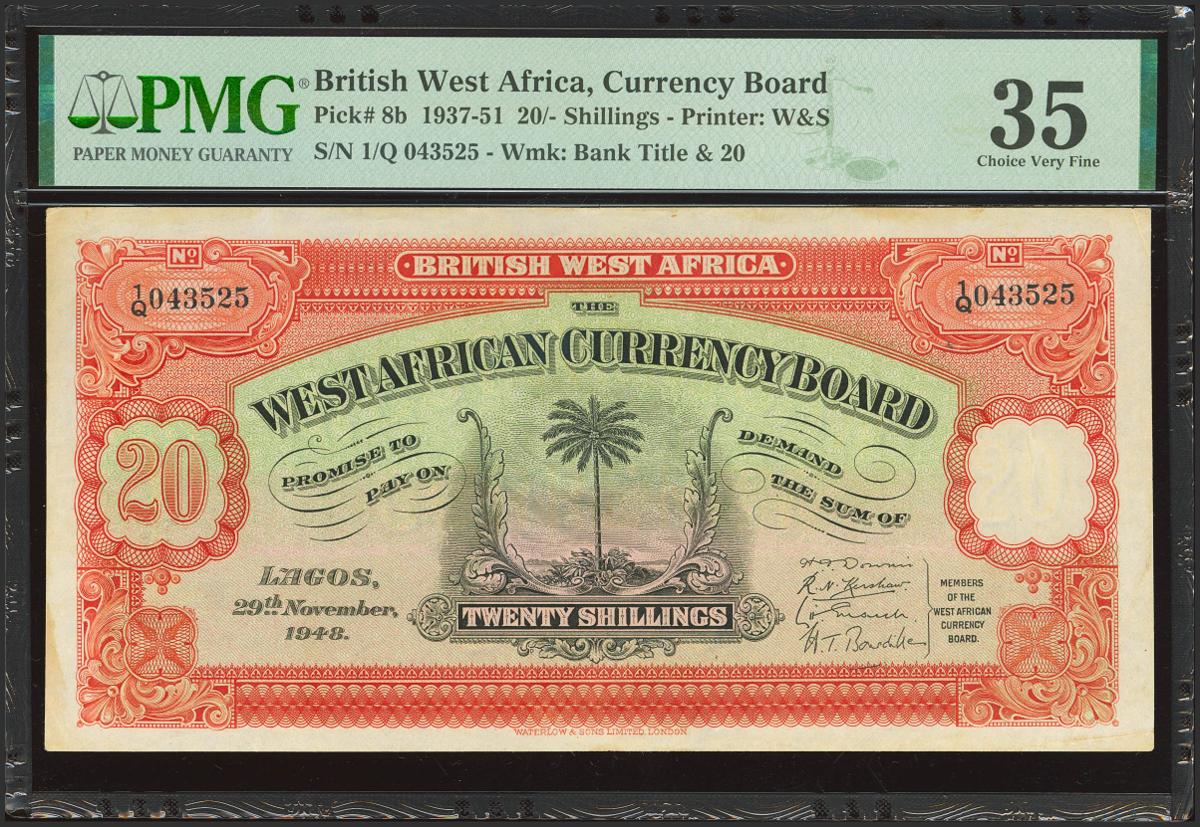 PMG®
PAPER MONEY GUARANTY
British West Africa, Currency Board
Pick# 8b 1937-51 20/- Shillings - Printer: W&S
S/N 1/Q 043525 - Wmk: Bank Title & 20
35
Choice Very Fine
Nº
1/Q 043525
·BRITISH WEST AFRICA·
Nº
1/Q 043525
THE
WEST AFRICAN CURRENCY BOARD
PROMISE TO
PAY ON
DEMAND
THE SUM OF
20
20
LAGOS,
29th November,
1948.
TWENTY SHILLINGS
R.N. Kershaw.
MEMBERS
OF THE
WEST AFRICAN
CURRENCY
BOARD.
WATERLOW & SONS LIMITED, LONDON